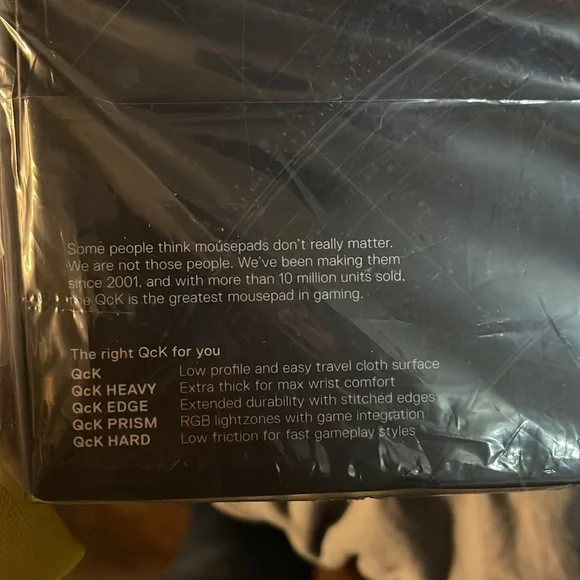 Some people think mousepads don't really matter.
We are not those people. We've been making them
since 2001, and with more than 10 million units sold,
the QcK is the greatest mousepad in gaming.
The right QcK for you
QcK Low profile and easy travel cloth surface
QcK HEAVY Extra thick for max wrist comfort
QcK EDGE Extended durability with stitched edges
QcK PRISM RGB lightzones with game integration
QcK HARD Low friction for fast gameplay styles